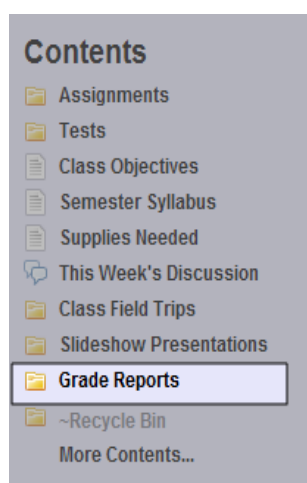 Contents
Assignments
Tests
Class Objectives
Semester Syllabus
Supplies Needed
This Week's Discussion
Class Field Trips
Slideshow Presentations
Grade Reports
~Recycle Bin
More Contents...